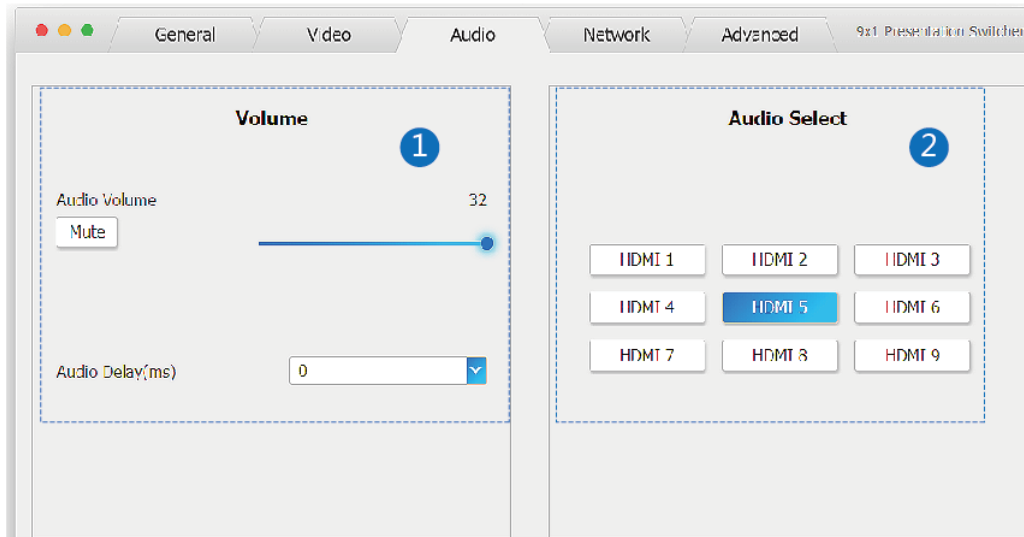 General Video Audio Network Advanced 9x1 Presentation Switcher
Volume
1
Audio Volume 32
Mute
Audio Delay(ms) 0
Audio Select
2
HDMI 1 HDMI 2 HDMI 3
HDMI 4 HDMI 5 HDMI 6
HDMI 7 HDMI 8 HDMI 9